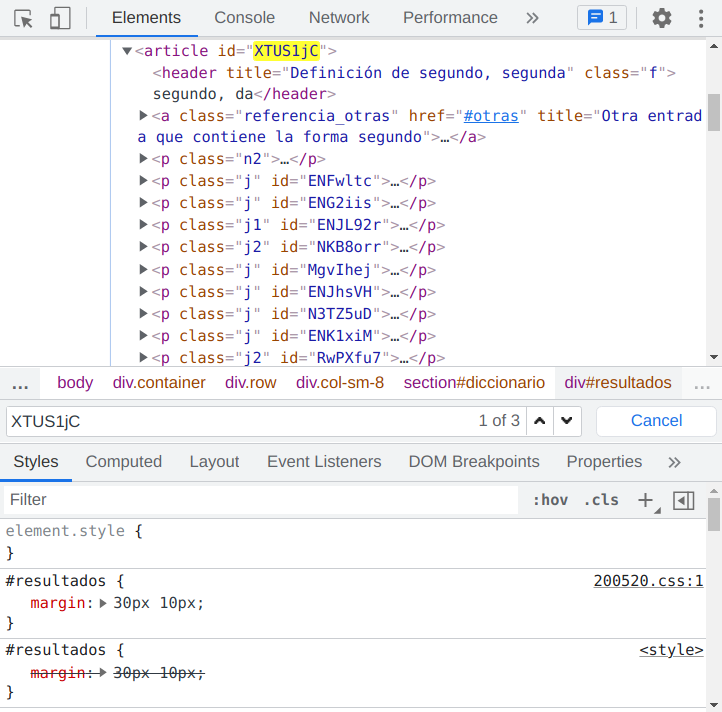 Elements Console Network Performance » 1
<article id="XTUS1jC">
<header title="Definición de segundo, segunda" class="f">
segundo, da</header>
<a class="referencia_otras" href="#otras" title="Otra entrad
a que contiene la forma segundo">…</a>
<p class="n2">…</p>
<p class="j" id="ENFwltc">…</p>
<p class="j" id="ENG2iis">…</p>
<p class="j1" id="ENJL92r">…</p>
<p class="j2" id="NKB8orr">…</p>
<p class="j" id="MgvIhej">…</p>
<p class="j" id="ENJhsVH">…</p>
<p class="j" id="N3TZ5uD">…</p>
<p class="j" id="ENK1xiM">…</p>
<p class="j2" id="RwPXfu7">…</p>
... body div.container div.row div.col-sm-8 section#diccionario div#resultados ...
XTUS1jC 1 of 3 Cancel
Styles Computed Layout Event Listeners DOM Breakpoints Properties »
Filter :hov .cls +
element.style {
}
#resultados { 200520.css:1
margin: 30px 10px;
}
#resultados { <style>
margin: 30px 10px;
}